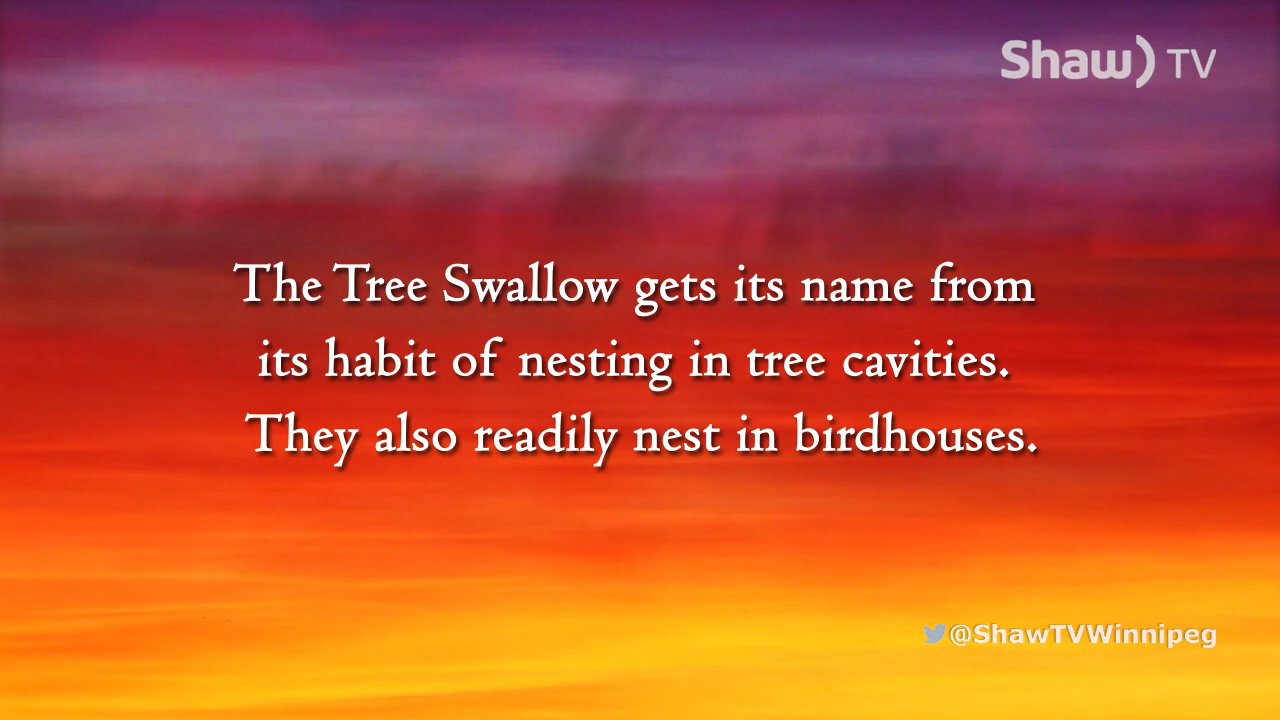 Shaw) TV
The Tree Swallow gets its name from
its habit of nesting in tree cavities.
They also readily nest in birdhouses.
@ShawTVWinnipeg